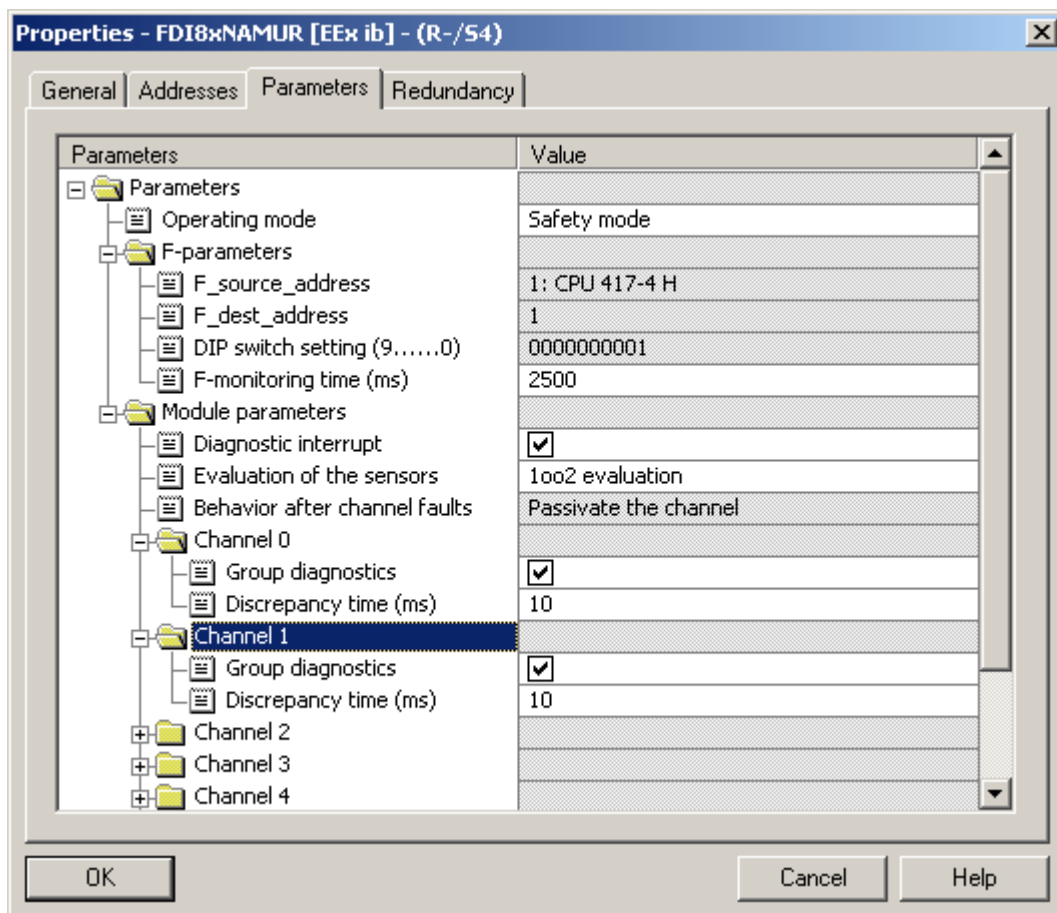 Properties - FDI8xNAMUR [EEx ib] - (R-/S4)
General Addresses Parameters Redundancy
Parameters Value
Parameters
Operating mode Safety mode
F-parameters
F_source_address 1: CPU 417-4 H
F_dest_address 1
DIP switch setting (9......0) 0000000001
F-monitoring time (ms) 2500
Module parameters
Diagnostic interrupt
Evaluation of the sensors 1oo2 evaluation
Behavior after channel faults Passivate the channel
Channel 0
Group diagnostics
Discrepancy time (ms) 10
Channel 1
Group diagnostics
Discrepancy time (ms) 10
Channel 2
Channel 3
Channel 4
OK Cancel Help